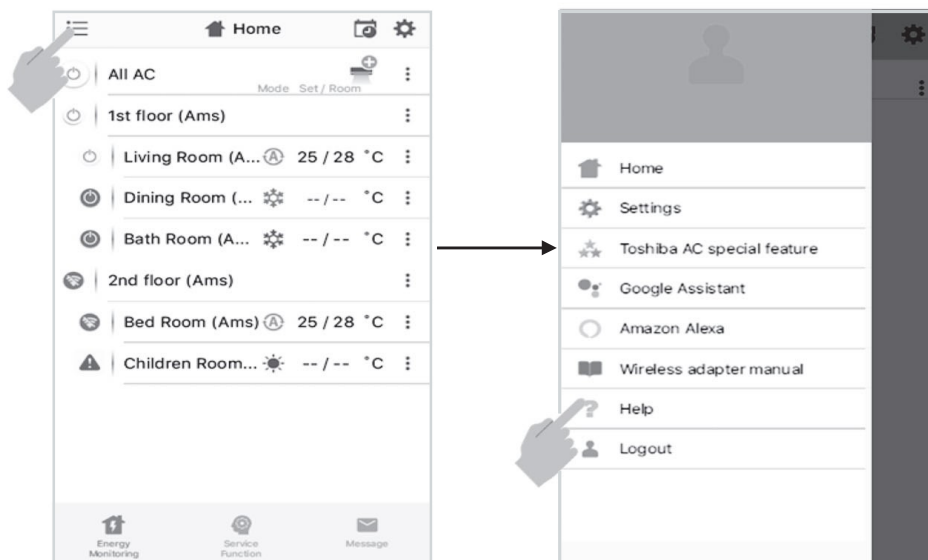 Home
All AC
Mode Set / Room
1st floor (Ams)
Living Room (A... A 25 / 28 °C
Dining Room (... -- / -- °C
Bath Room (A... -- / -- °C
2nd floor (Ams)
Bed Room (Ams) A 25 / 28 °C
Children Room... -- / -- °C
Energy
Monitoring
Service
Function
Message
Home
Settings
Toshiba AC special feature
Google Assistant
Amazon Alexa
Wireless adapter manual
Help
Logout